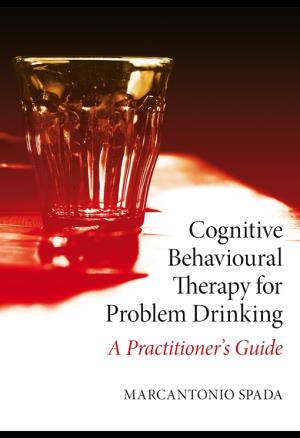 Cognitive
Behavioural
Therapy for
Problem Drinking
A Practitioner's Guide
MARCANTONIO SPADA